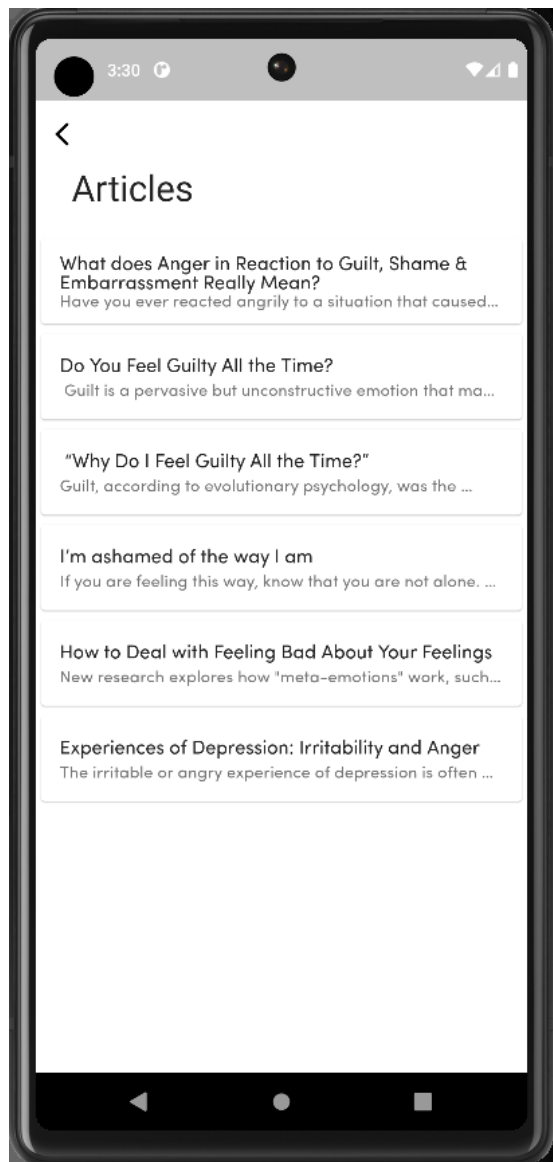 3:30
Articles
What does Anger in Reaction to Guilt, Shame &
Embarrassment Really Mean?
Have you ever reacted angrily to a situation that caused...
Do You Feel Guilty All the Time?
Guilt is a pervasive but unconstructive emotion that ma...
“Why Do I Feel Guilty All the Time?”
Guilt, according to evolutionary psychology, was the ...
I'm ashamed of the way I am
If you are feeling this way, know that you are not alone. ...
How to Deal with Feeling Bad About Your Feelings
New research explores how "meta-emotions" work, such...
Experiences of Depression: Irritability and Anger
The irritable or angry experience of depression is often ...